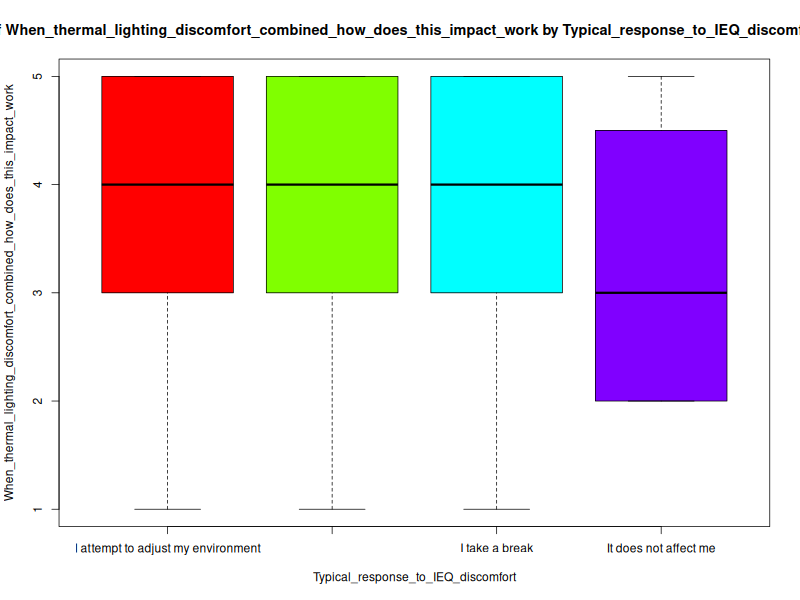 When_thermal_lighting_discomfort_combined_how_does_this_impact_work by Typical_response_to_IEQ_discomf
When_thermal_lighting_discomfort_combined_how_does_this_impact_work
5
4
3
2
1
I attempt to adjust my environment I take a break It does not affect me
Typical_response_to_IEQ_discomfort